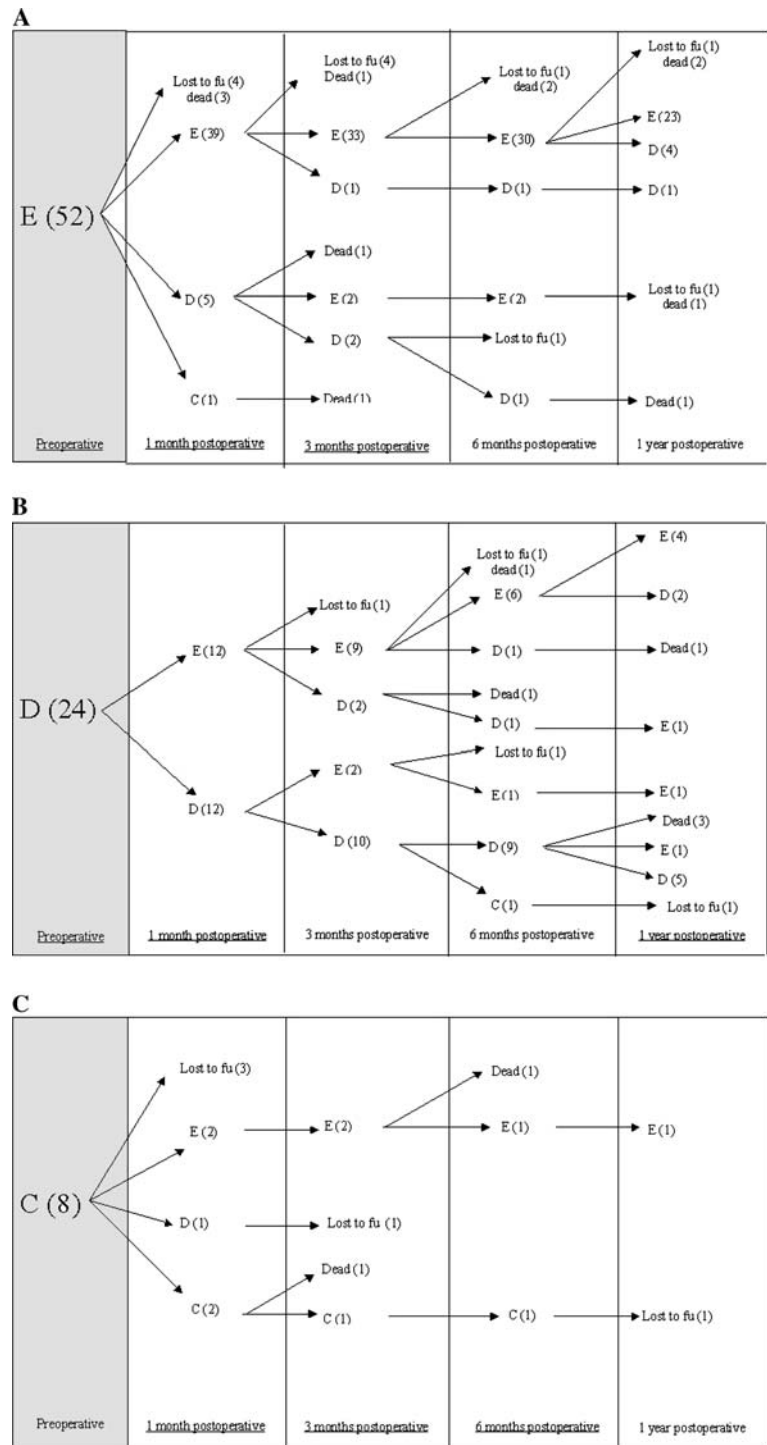 A
Lost to fu (4)
dead (3)
E (39)
D (5)
C (1)
E (52)
Lost to fu (4)
Dead (1)
E (33)
D (1)
Dead (1)
E (2)
D (2)
Dead (1)
Lost to fu (1)
dead (2)
E (30)
D (1)
E (2)
Lost to fu (1)
D (1)
Lost to fu (1)
dead (2)
E (23)
D (4)
D (1)
Lost to fu (1)
dead (1)
Dead (1)
Preoperative
1 month postoperative
3 months postoperative
6 months postoperative
1 year postoperative
B
D (24)
E (12)
D (12)
Lost to fu (1)
E (9)
D (2)
E (2)
D (10)
Lost to fu (1)
dead (1)
E (6)
D (1)
Dead (1)
D (1)
Lost to fu (1)
E (1)
D (9)
C (1)
E (4)
D (2)
Dead (1)
E (1)
E (1)
Dead (3)
E (1)
D (5)
Lost to fu (1)
Preoperative
1 month postoperative
3 months postoperative
6 months postoperative
1 year postoperative
C
C (8)
Lost to fu (3)
E (2)
D (1)
C (2)
E (2)
Lost to fu (1)
Dead (1)
C (1)
Dead (1)
E (1)
C (1)
E (1)
Lost to fu (1)
Preoperative
1 month postoperative
3 months postoperative
6 months postoperative
1 year postoperative